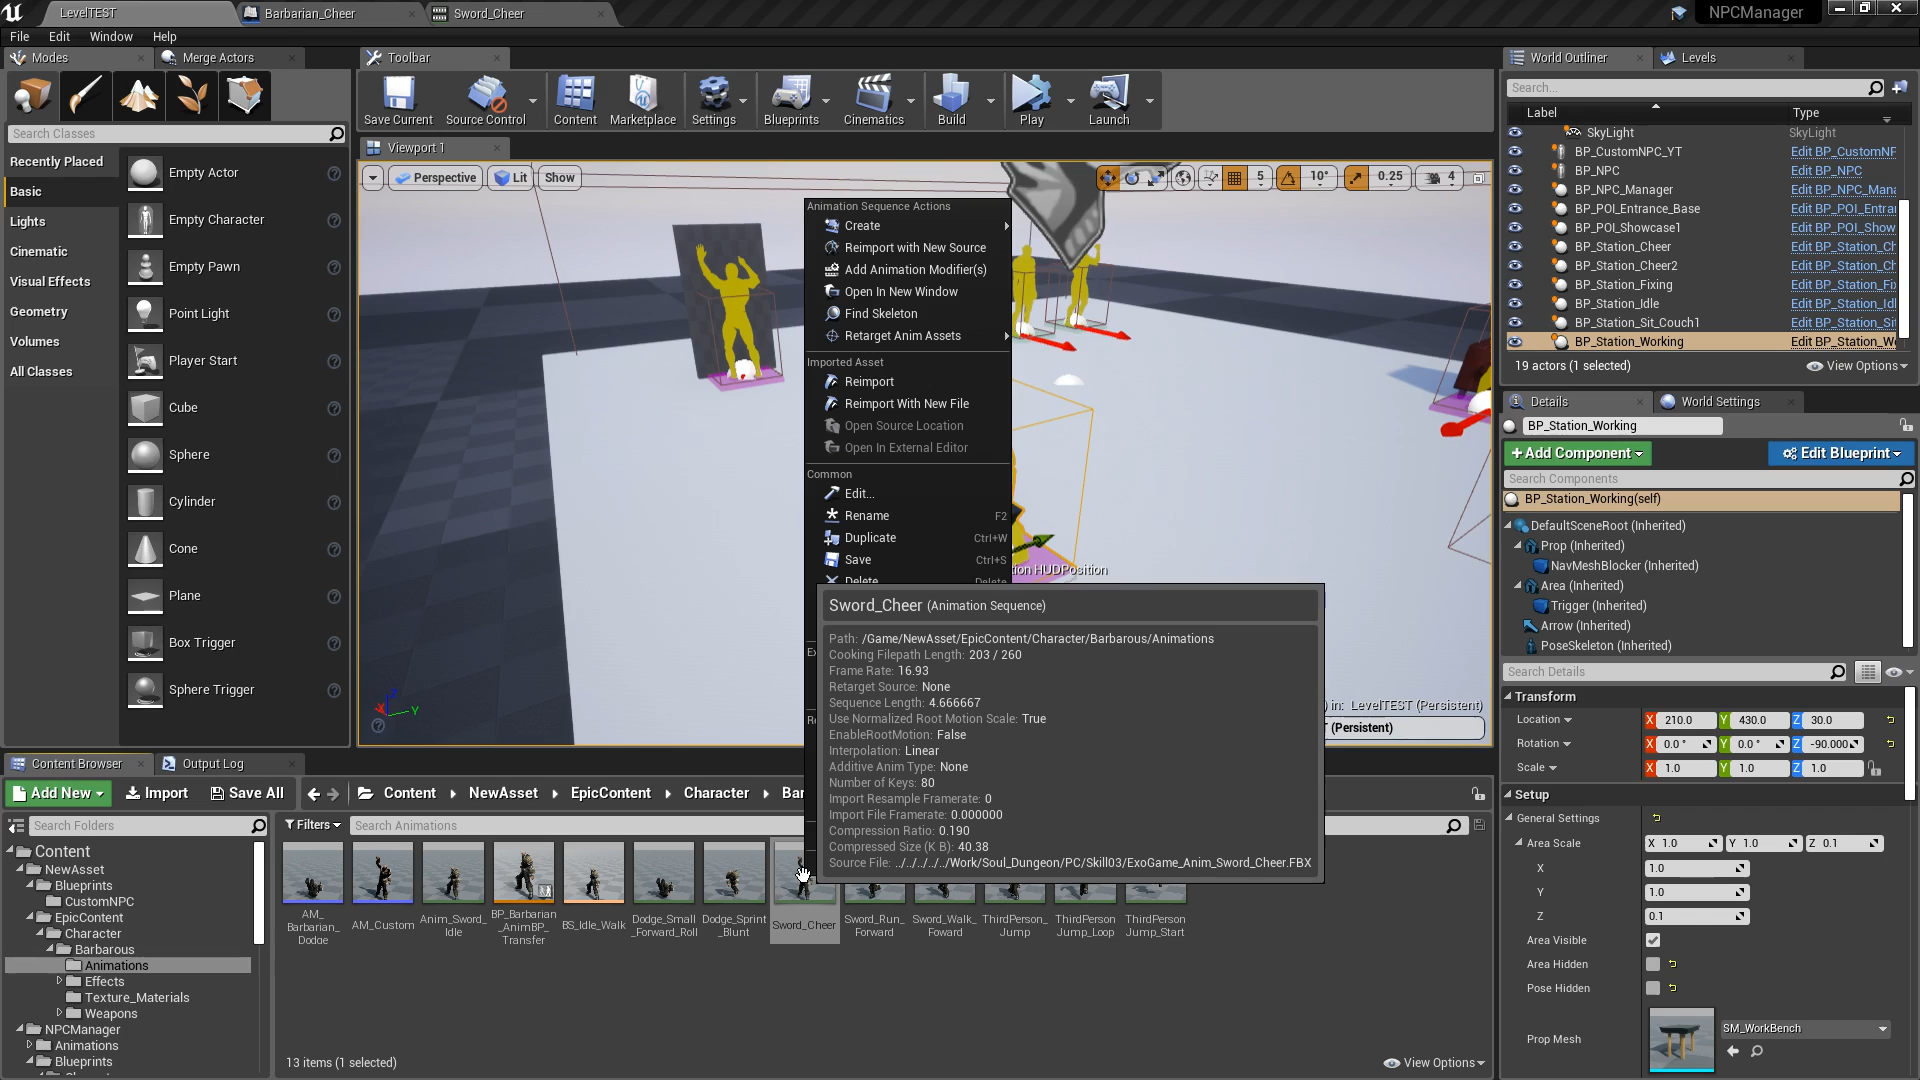 LevelTEST
Barbarian_Cheer
Sword_Cheer
NPCManager
File Edit Window Help
Modes
Merge Actors
Search Classes
Recently Placed
Basic
Lights
Cinematic
Visual Effects
Geometry
Volumes
All Classes
Empty Actor
Empty Character
Empty Pawn
Point Light
Player Start
Cube
Sphere
Cylinder
Cone
Plane
Box Trigger
Sphere Trigger
Toolbar
Save Current
Source Control
Content
Marketplace
Settings
Blueprints
Cinematics
Build
Play
Launch
Viewport 1
Perspective
Lit
Show
5
10°
0.25
4
Animation Sequence Actions
Create
Reimport with New Source
Add Animation Modifier(s)
Open In New Window
Find Skeleton
Retarget Anim Assets
Imported Asset
Reimport
Reimport With New File
Open Source Location
Open In External Editor
Common
Edit...
Rename F2
Duplicate Ctrl+W
Save Ctrl+S
Delete Delete
tion HUDPosition
Sword_Cheer (Animation Sequence)
Path: /Game/NewAsset/EpicContent/Character/Barbarous/Animations
Cooking Filepath Length: 203 / 260
Frame Rate: 16.93
Retarget Source: None
Sequence Length: 4.666667
Use Normalized Root Motion Scale: True
EnableRootMotion: False
Interpolation: Linear
Additive Anim Type: None
Number of Keys: 80
Import Resample Framerate: 0
Import File Framerate: 0.000000
Compression Ratio: 0.190
Compressed Size (K B): 40.38
Source File: ../../../../../Work/Soul_Dungeon/PC/Skill03/ExoGame_Anim_Sword_Cheer.FBX
) in: LevelTEST (Persistent)
T (Persistent)
World Outliner
Levels
Search...
Label Type
SkyLight SkyLight
BP_CustomNPC_YT Edit BP_CustomNF
BP_NPC Edit BP_NPC
BP_NPC_Manager Edit BP_NPC_Mana
BP_POI_Entrance_Base Edit BP_POI_Entrar
BP_POI_Showcase1 Edit BP_POI_Show
BP_Station_Cheer Edit BP_Station_Ch
BP_Station_Cheer2 Edit BP_Station_Ch
BP_Station_Fixing Edit BP_Station_Fix
BP_Station_Idle Edit BP_Station_Idl
BP_Station_Sit_Couch1 Edit BP_Station_Sit
BP_Station_Working Edit BP_Station_Wo
19 actors (1 selected)
View Options
Details
World Settings
BP_Station_Working
+Add Component
Edit Blueprint
Search Components
BP_Station_Working(self)
DefaultSceneRoot (Inherited)
Prop (Inherited)
NavMeshBlocker (Inherited)
Area (Inherited)
Trigger (Inherited)
Arrow (Inherited)
PoseSkeleton (Inherited)
Search Details
Transform
Location X 210.0 Y 430.0 Z 30.0
Rotation X 0.0 ° Y 0.0 ° Z -90.000
Scale X 1.0 Y 1.0 Z 1.0
Setup
General Settings
Area Scale X 1.0 Y 1.0 Z 0.1
X 1.0
Y 1.0
Z 0.1
Area Visible
Area Hidden
Pose Hidden
Prop Mesh
SM_WorkBench
Content Browser
Output Log
Add New
Import
Save All
Content
NewAsset
EpicContent
Character
Bar
Search Folders
Filters
Search Animations
Content
NewAsset
Blueprints
CustomNPC
EpicContent
Character
Barbarous
Animations
Effects
Texture_Materials
Weapons
NPCManager
Animations
Blueprints
AM_
Barbarian_
Dodge
AM_Custom
Anim_Sword_
Idle
BP_Barbarian
_AnimBP_
Transfer
BS_Idle_Walk
Dodge_Small_
Forward_Roll
Dodge_Sprint
_Blunt
Sword_Cheer
Sword_Run_
Forward
Sword_Walk_
Foward
ThirdPerson_
Jump
ThirdPerson
Jump_Loop
ThirdPerson
Jump_Start
13 items (1 selected)
View Options